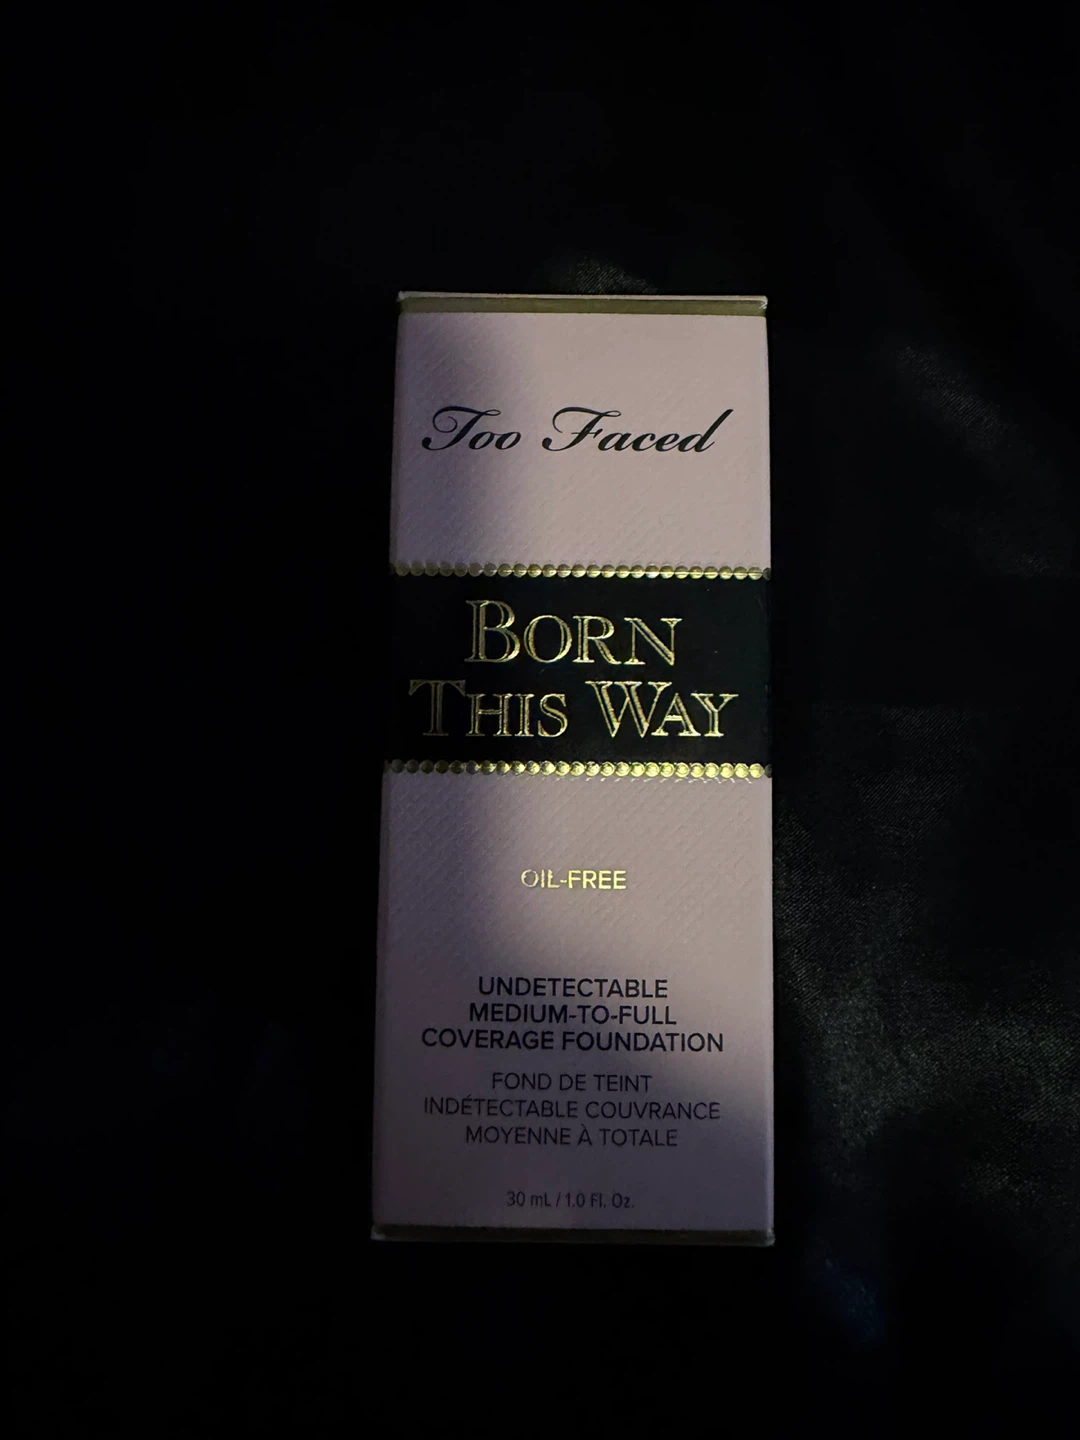 Too Faced
BORN
THIS WAY
OIL-FREE
UNDETECTABLE
MEDIUM-TO-FULL
COVERAGE FOUNDATION
FOND DE TEINT
INDÉTECTABLE COUVRANCE
MOYENNE À TOTALE
30 mL / 1.0 Fl. Oz.